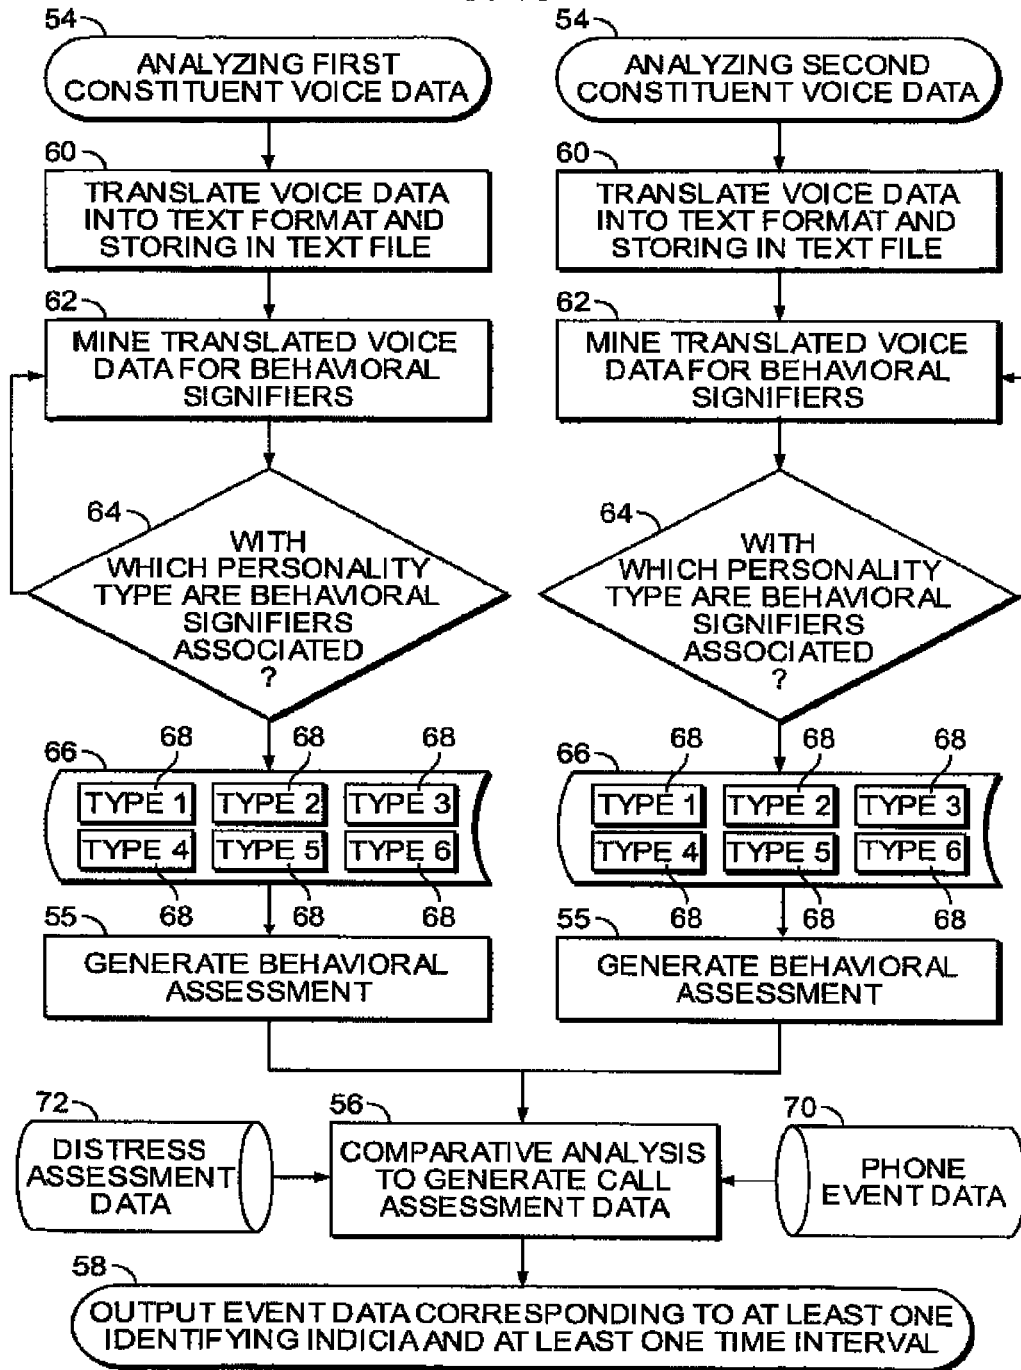 54
ANALYZING FIRST
CONSTITUENT VOICE DATA
60
TRANSLATE VOICE DATA
INTO TEXT FORMAT AND
STORING IN TEXT FILE
62
MINE TRANSLATED VOICE
DATA FOR BEHAVIORAL
SIGNIFIERS
64
WITH
WHICH PERSONALITY
TYPE ARE BEHAVIORAL
SIGNIFIERS
ASSOCIATED
?
66
68
68
68
TYPE 1
TYPE 2
TYPE 3
TYPE 4
TYPE 5
TYPE 6
68
68
68
55
GENERATE BEHAVIORAL
ASSESSMENT
54
ANALYZING SECOND
CONSTITUENT VOICE DATA
60
TRANSLATE VOICE DATA
INTO TEXT FORMAT AND
STORING IN TEXT FILE
62
MINE TRANSLATED VOICE
DATA FOR BEHAVIORAL
SIGNIFIERS
64
WITH
WHICH PERSONALITY
TYPE ARE BEHAVIORAL
SIGNIFIERS
ASSOCIATED
?
66
68
68
68
TYPE 1
TYPE 2
TYPE 3
TYPE 4
TYPE 5
TYPE 6
68
68
68
55
GENERATE BEHAVIORAL
ASSESSMENT
72
DISTRESS
ASSESSMENT
DATA
56
COMPARATIVE ANALYSIS
TO GENERATE CALL
ASSESSMENT DATA
70
PHONE
EVENT DATA
58
OUTPUT EVENT DATA CORRESPONDING TO AT LEAST ONE
IDENTIFYING INDICIA AND AT LEAST ONE TIME INTERVAL